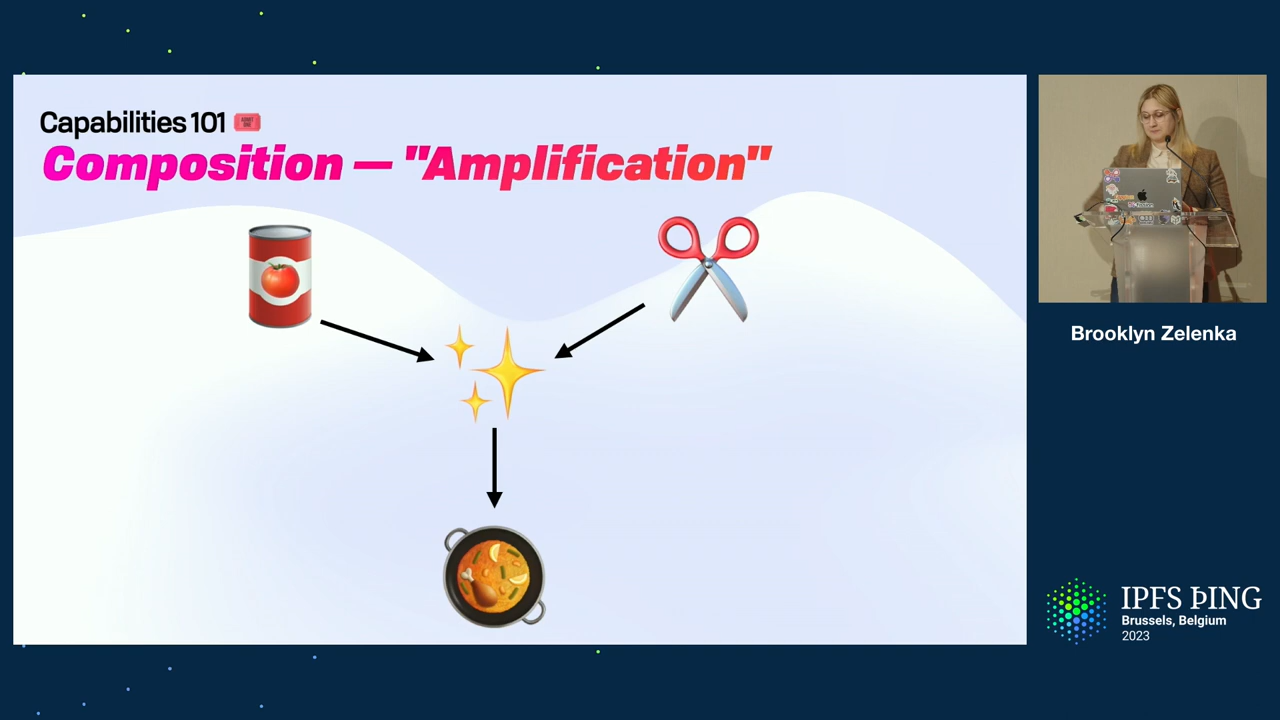 Capabilities 101
Composition — "Amplification"
Brooklyn Zelenka
IPFS ÞING
Brussels, Belgium
2023